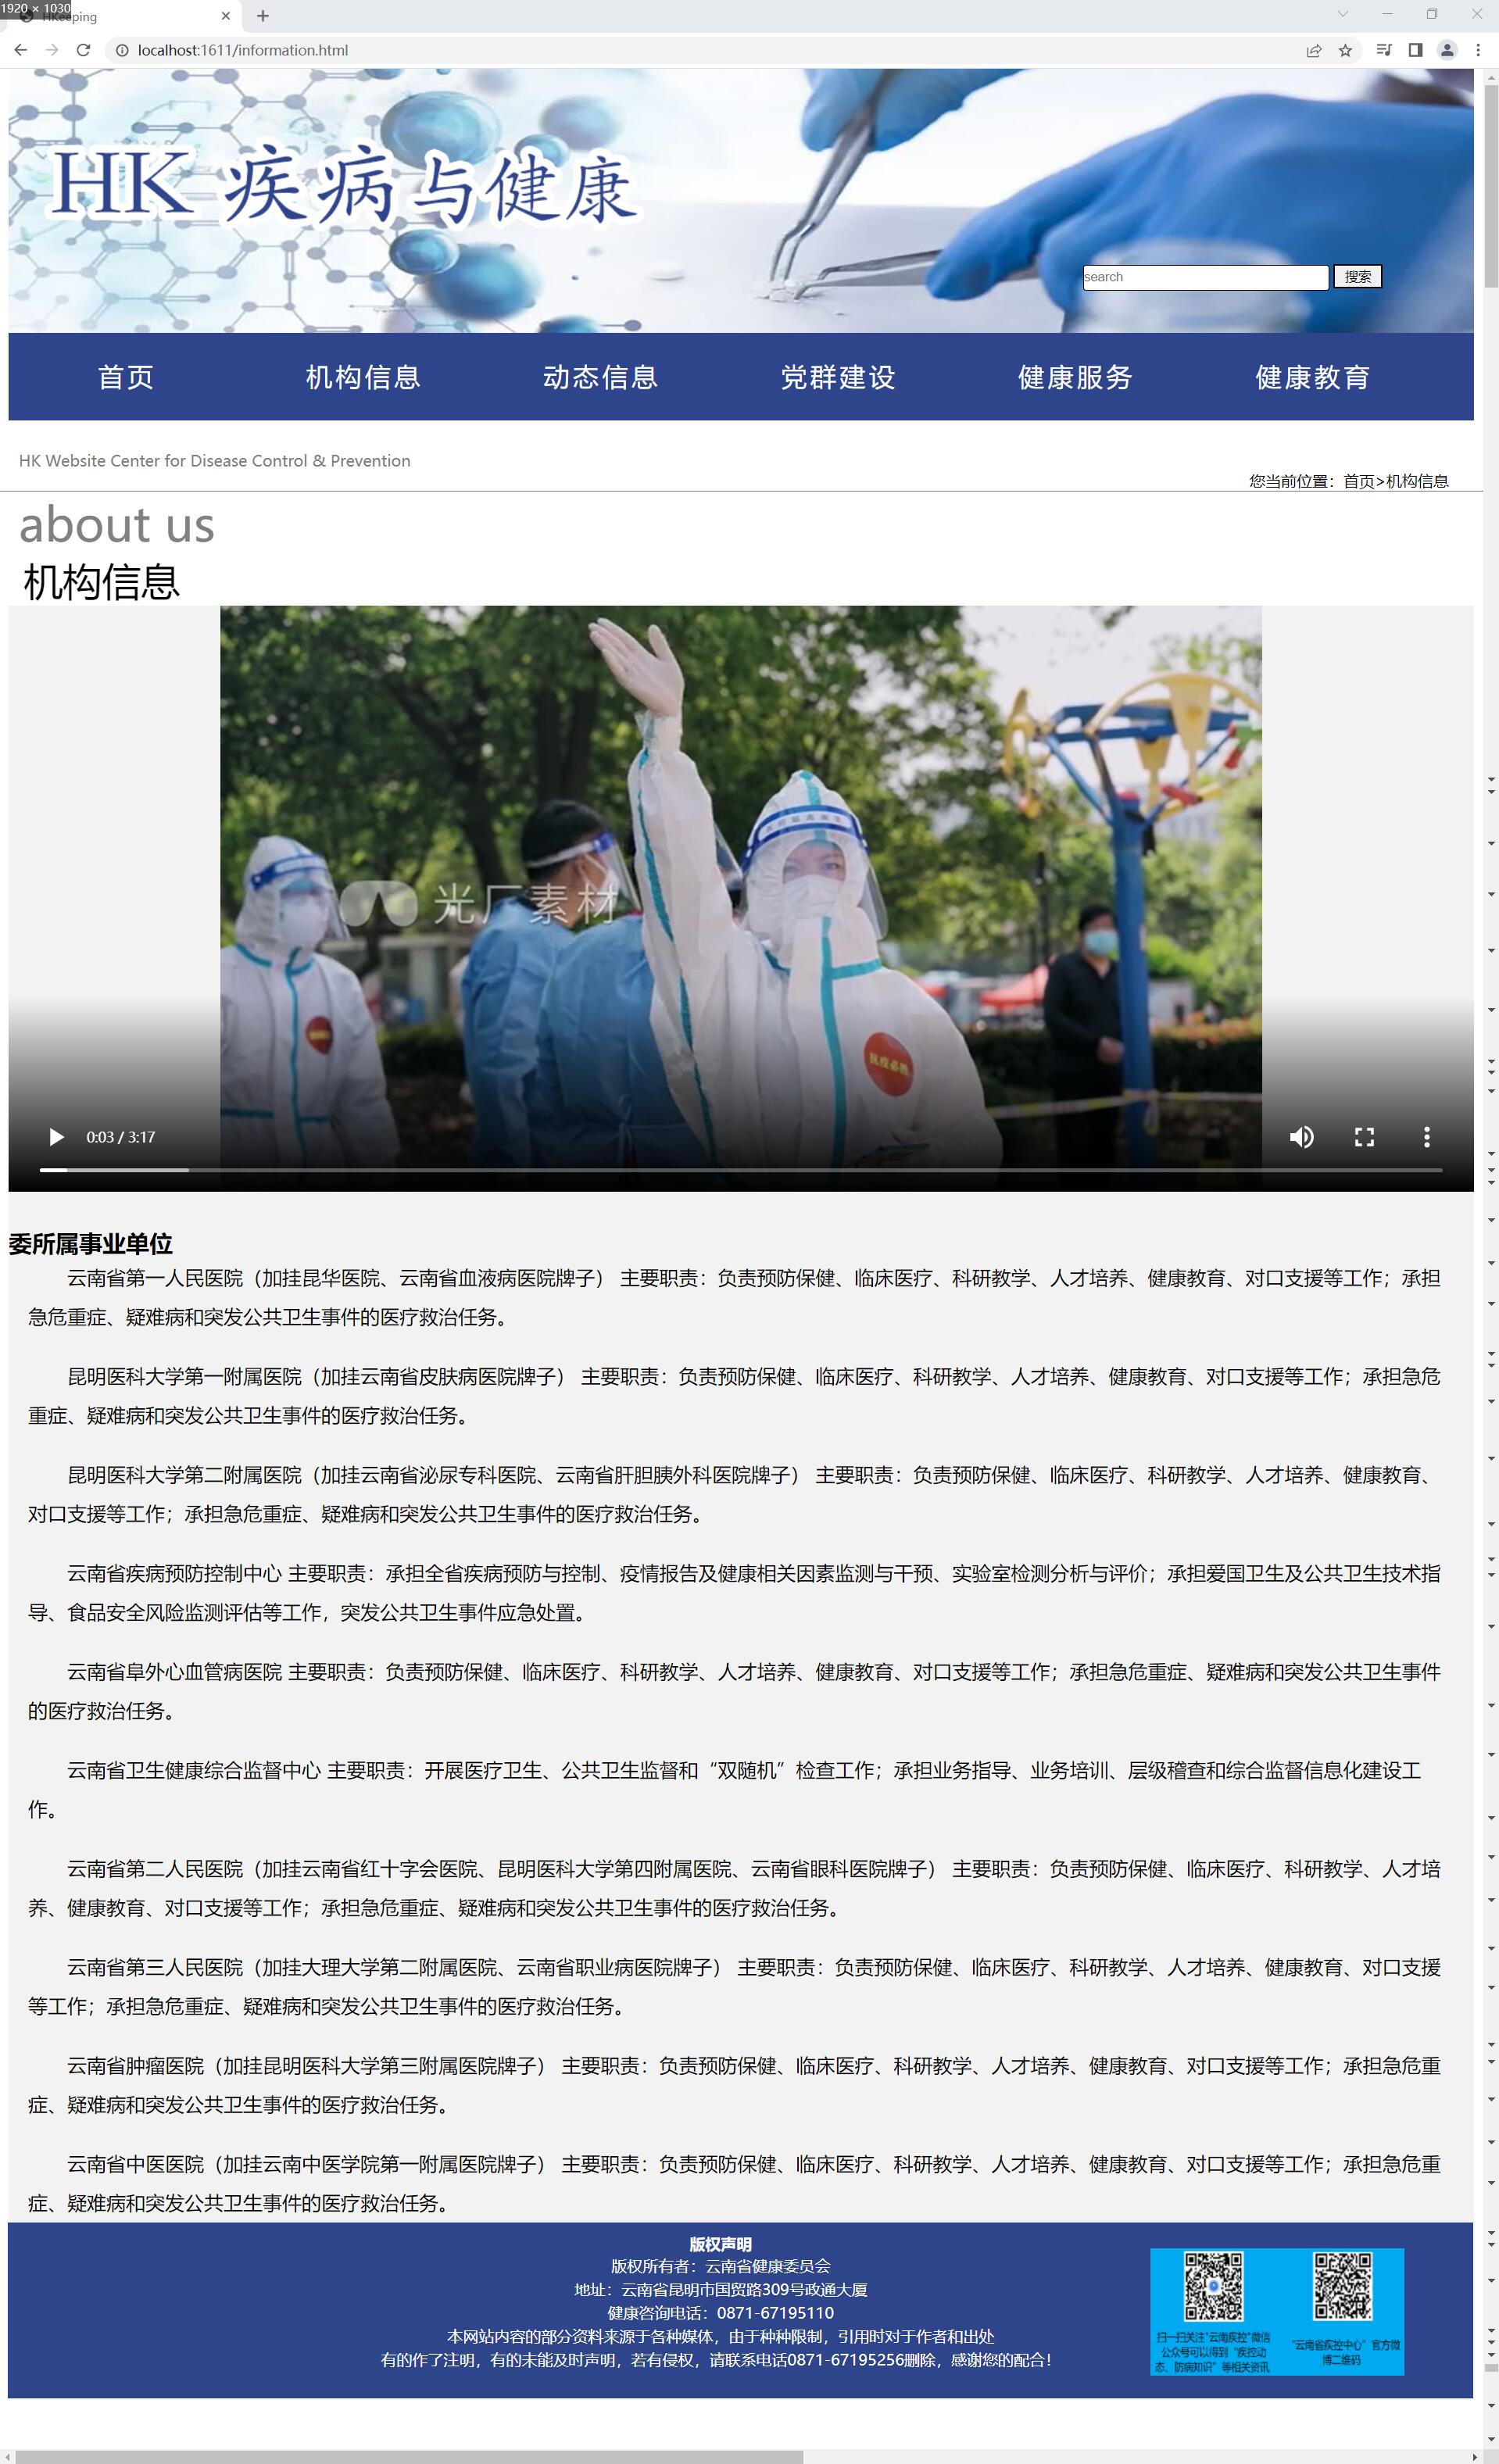 1920 × 1030
HKeeping
localhost:1611/information.html
HK 疾病与健康
search
搜索
首页
机构信息
动态信息
党群建设
健康服务
健康教育
HK Website Center for Disease Control & Prevention
您当前位置：首页>机构信息
about us
机构信息
光厂素材
抗疫必胜
0:03 / 3:17
委所属事业单位
云南省第一人民医院（加挂昆华医院、云南省血液病医院牌子） 主要职责：负责预防保健、临床医疗、科研教学、人才培养、健康教育、对口支援等工作；承担
急危重症、疑难病和突发公共卫生事件的医疗救治任务。
昆明医科大学第一附属医院（加挂云南省皮肤病医院牌子） 主要职责：负责预防保健、临床医疗、科研教学、人才培养、健康教育、对口支援等工作；承担急危
重症、疑难病和突发公共卫生事件的医疗救治任务。
昆明医科大学第二附属医院（加挂云南省泌尿专科医院、云南省肝胆胰外科医院牌子） 主要职责：负责预防保健、临床医疗、科研教学、人才培养、健康教育、
对口支援等工作；承担急危重症、疑难病和突发公共卫生事件的医疗救治任务。
云南省疾病预防控制中心 主要职责：承担全省疾病预防与控制、疫情报告及健康相关因素监测与干预、实验室检测分析与评价；承担爱国卫生及公共卫生技术指
导、食品安全风险监测评估等工作，突发公共卫生事件应急处置。
云南省阜外心血管病医院 主要职责：负责预防保健、临床医疗、科研教学、人才培养、健康教育、对口支援等工作；承担急危重症、疑难病和突发公共卫生事件
的医疗救治任务。
云南省卫生健康综合监督中心 主要职责：开展医疗卫生、公共卫生监督和“双随机”检查工作；承担业务指导、业务培训、层级稽查和综合监督信息化建设工
作。
云南省第二人民医院（加挂云南省红十字会医院、昆明医科大学第四附属医院、云南省眼科医院牌子） 主要职责：负责预防保健、临床医疗、科研教学、人才培
养、健康教育、对口支援等工作；承担急危重症、疑难病和突发公共卫生事件的医疗救治任务。
云南省第三人民医院（加挂大理大学第二附属医院、云南省职业病医院牌子） 主要职责：负责预防保健、临床医疗、科研教学、人才培养、健康教育、对口支援
等工作；承担急危重症、疑难病和突发公共卫生事件的医疗救治任务。
云南省肿瘤医院（加挂昆明医科大学第三附属医院牌子） 主要职责：负责预防保健、临床医疗、科研教学、人才培养、健康教育、对口支援等工作；承担急危重
症、疑难病和突发公共卫生事件的医疗救治任务。
云南省中医医院（加挂云南中医学院第一附属医院牌子） 主要职责：负责预防保健、临床医疗、科研教学、人才培养、健康教育、对口支援等工作；承担急危重
症、疑难病和突发公共卫生事件的医疗救治任务。
版权声明
版权所有者：云南省健康委员会
地址：云南省昆明市国贸路309号政通大厦
健康咨询电话：0871-67195110
本网站内容的部分资料来源于各种媒体，由于种种限制，引用时对于作者和出处
有的作了注明，有的未能及时声明，若有侵权，请联系电话0871-67195256删除，感谢您的配合！
扫一扫关注“云南疾控”微信
公众号可以得到“疾控动
态、防病知识”等相关资讯
“云南省疾控中心”官方微
博二维码